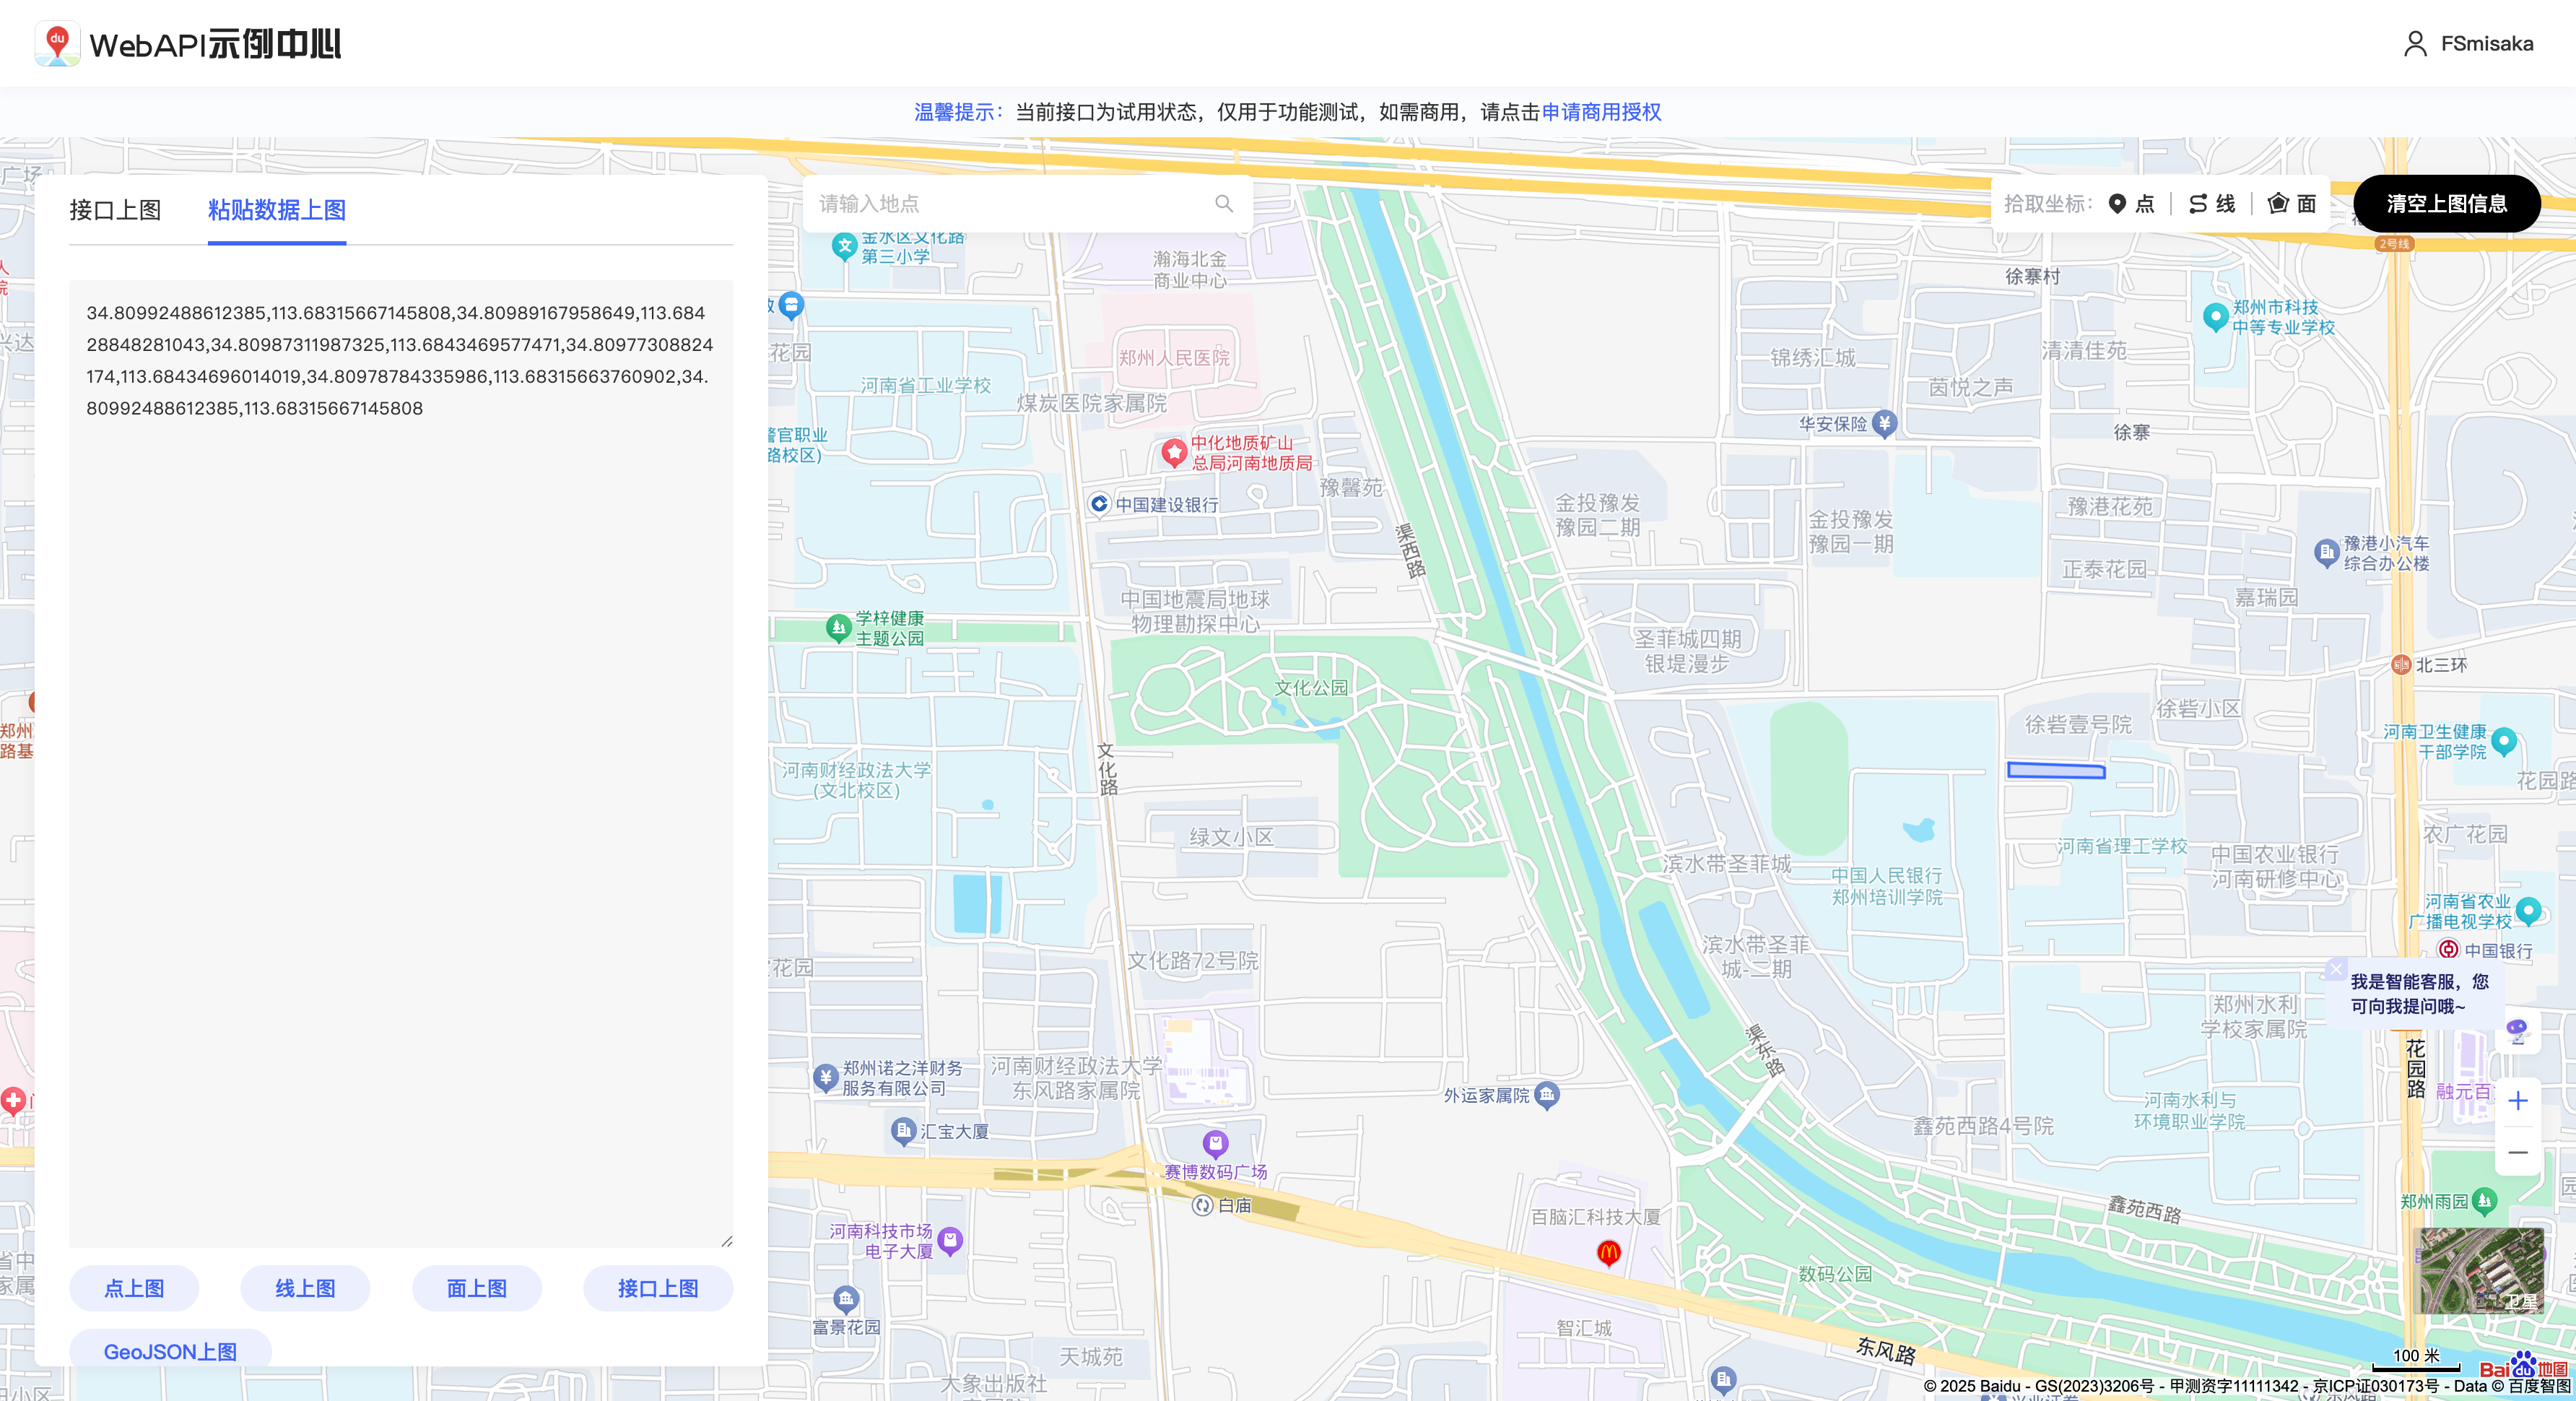 du WebAPI示例中心
FSmisaka
温馨提示：当前接口为试用状态，仅用于功能测试，如需商用，请点击申请商用授权
接口上图
粘贴数据上图
34.80992488612385,113.68315667145808,34.80989167958649,113.684
28848281043,34.80987311987325,113.6843469577471,34.80977308824
174,113.68434696014019,34.80978784335986,113.68315663760902,34.
80992488612385,113.68315667145808
点上图
线上图
面上图
接口上图
GeoJSON上图
请输入地点
拾取坐标：
点
线
面
清空上图信息
2号线
金水区文化路
第三小学
瀚海北金
商业中心
徐寨村
郑州市科技
中等专业学校
花园
郑州人民医院
河南省工业学校
煤炭医院家属院
锦绣汇城
清清佳苑
茵悦之声
华安保险
徐寨
警官职业
路校区)
中化地质矿山
总局河南地质局
豫馨苑
中国建设银行
渠西路
金投豫发
豫园二期
金投豫发
豫园一期
豫港花苑
豫港小汽车
综合办公楼
正泰花园
嘉瑞园
中国地震局地球
物理勘探中心
学梓健康
主题公园
圣菲城四期
银堤漫步
北三环
文化公园
徐砦壹号院
徐砦小区
河南卫生健康
干部学院
花园路
文化路
河南财经政法大学
(文北校区)
绿文小区
农广花园
河南省理工学校
中国农业银行
河南研修中心
滨水带圣菲城
中国人民银行
郑州培训学院
河南省农业
广播电视学校
中国银行
滨水带圣菲
城-二期
文化路72号院
花园
我是智能客服，您
可向我提问哦~
郑州水利
学校家属院
渠东路
花园路
郑州诺之洋财务
服务有限公司
河南财经政法大学
东风路家属院
外运家属院
融元百
河南水利与
环境职业学院
鑫苑西路4号院
汇宝大厦
赛博数码广场
白庙
郑州雨园
鑫苑西路
百脑汇科技大厦
河南科技市场
电子大厦
数码公园
卫星
富景花园
智汇城
东风路
天城苑
大象出版社
100 米
Bai du 地图
© 2025 Baidu - GS(2023)3206号 - 甲测资字11111342 - 京ICP证030173号 - Data © 百度智图